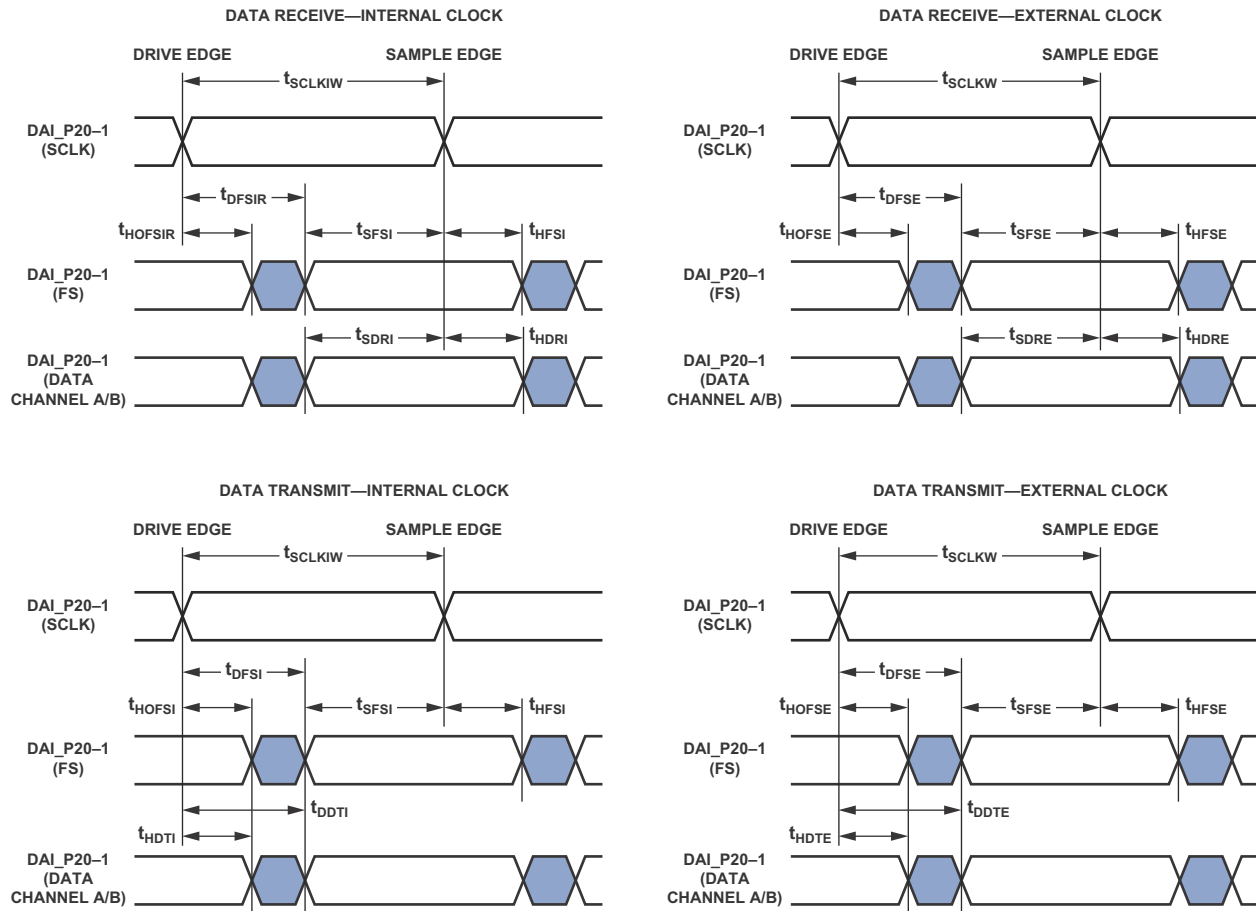 DATA RECEIVE—INTERNAL CLOCK
DRIVE EDGE
SAMPLE EDGE
tSCLKIW
DAI_P20–1
(SCLK)
tDFSIR
tHOFSIR
tSFSI
tHFSI
DAI_P20–1
(FS)
tSDRI
tHDRI
DAI_P20–1
(DATA
CHANNEL A/B)
DATA RECEIVE—EXTERNAL CLOCK
DRIVE EDGE
SAMPLE EDGE
tSCLKW
DAI_P20–1
(SCLK)
tDFSE
tHOFSE
tSFSE
tHFSE
DAI_P20–1
(FS)
tSDRE
tHDRE
DAI_P20–1
(DATA
CHANNEL A/B)
DATA TRANSMIT—INTERNAL CLOCK
DRIVE EDGE
SAMPLE EDGE
tSCLKIW
DAI_P20–1
(SCLK)
tDFSI
tHOFSI
tSFSI
tHFSI
DAI_P20–1
(FS)
tDDTI
tHDTI
DAI_P20–1
(DATA
CHANNEL A/B)
DATA TRANSMIT—EXTERNAL CLOCK
DRIVE EDGE
SAMPLE EDGE
tSCLKW
DAI_P20–1
(SCLK)
tDFSE
tHOFSE
tSFSE
tHFSE
DAI_P20–1
(FS)
tDDTE
tHDTE
DAI_P20–1
(DATA
CHANNEL A/B)